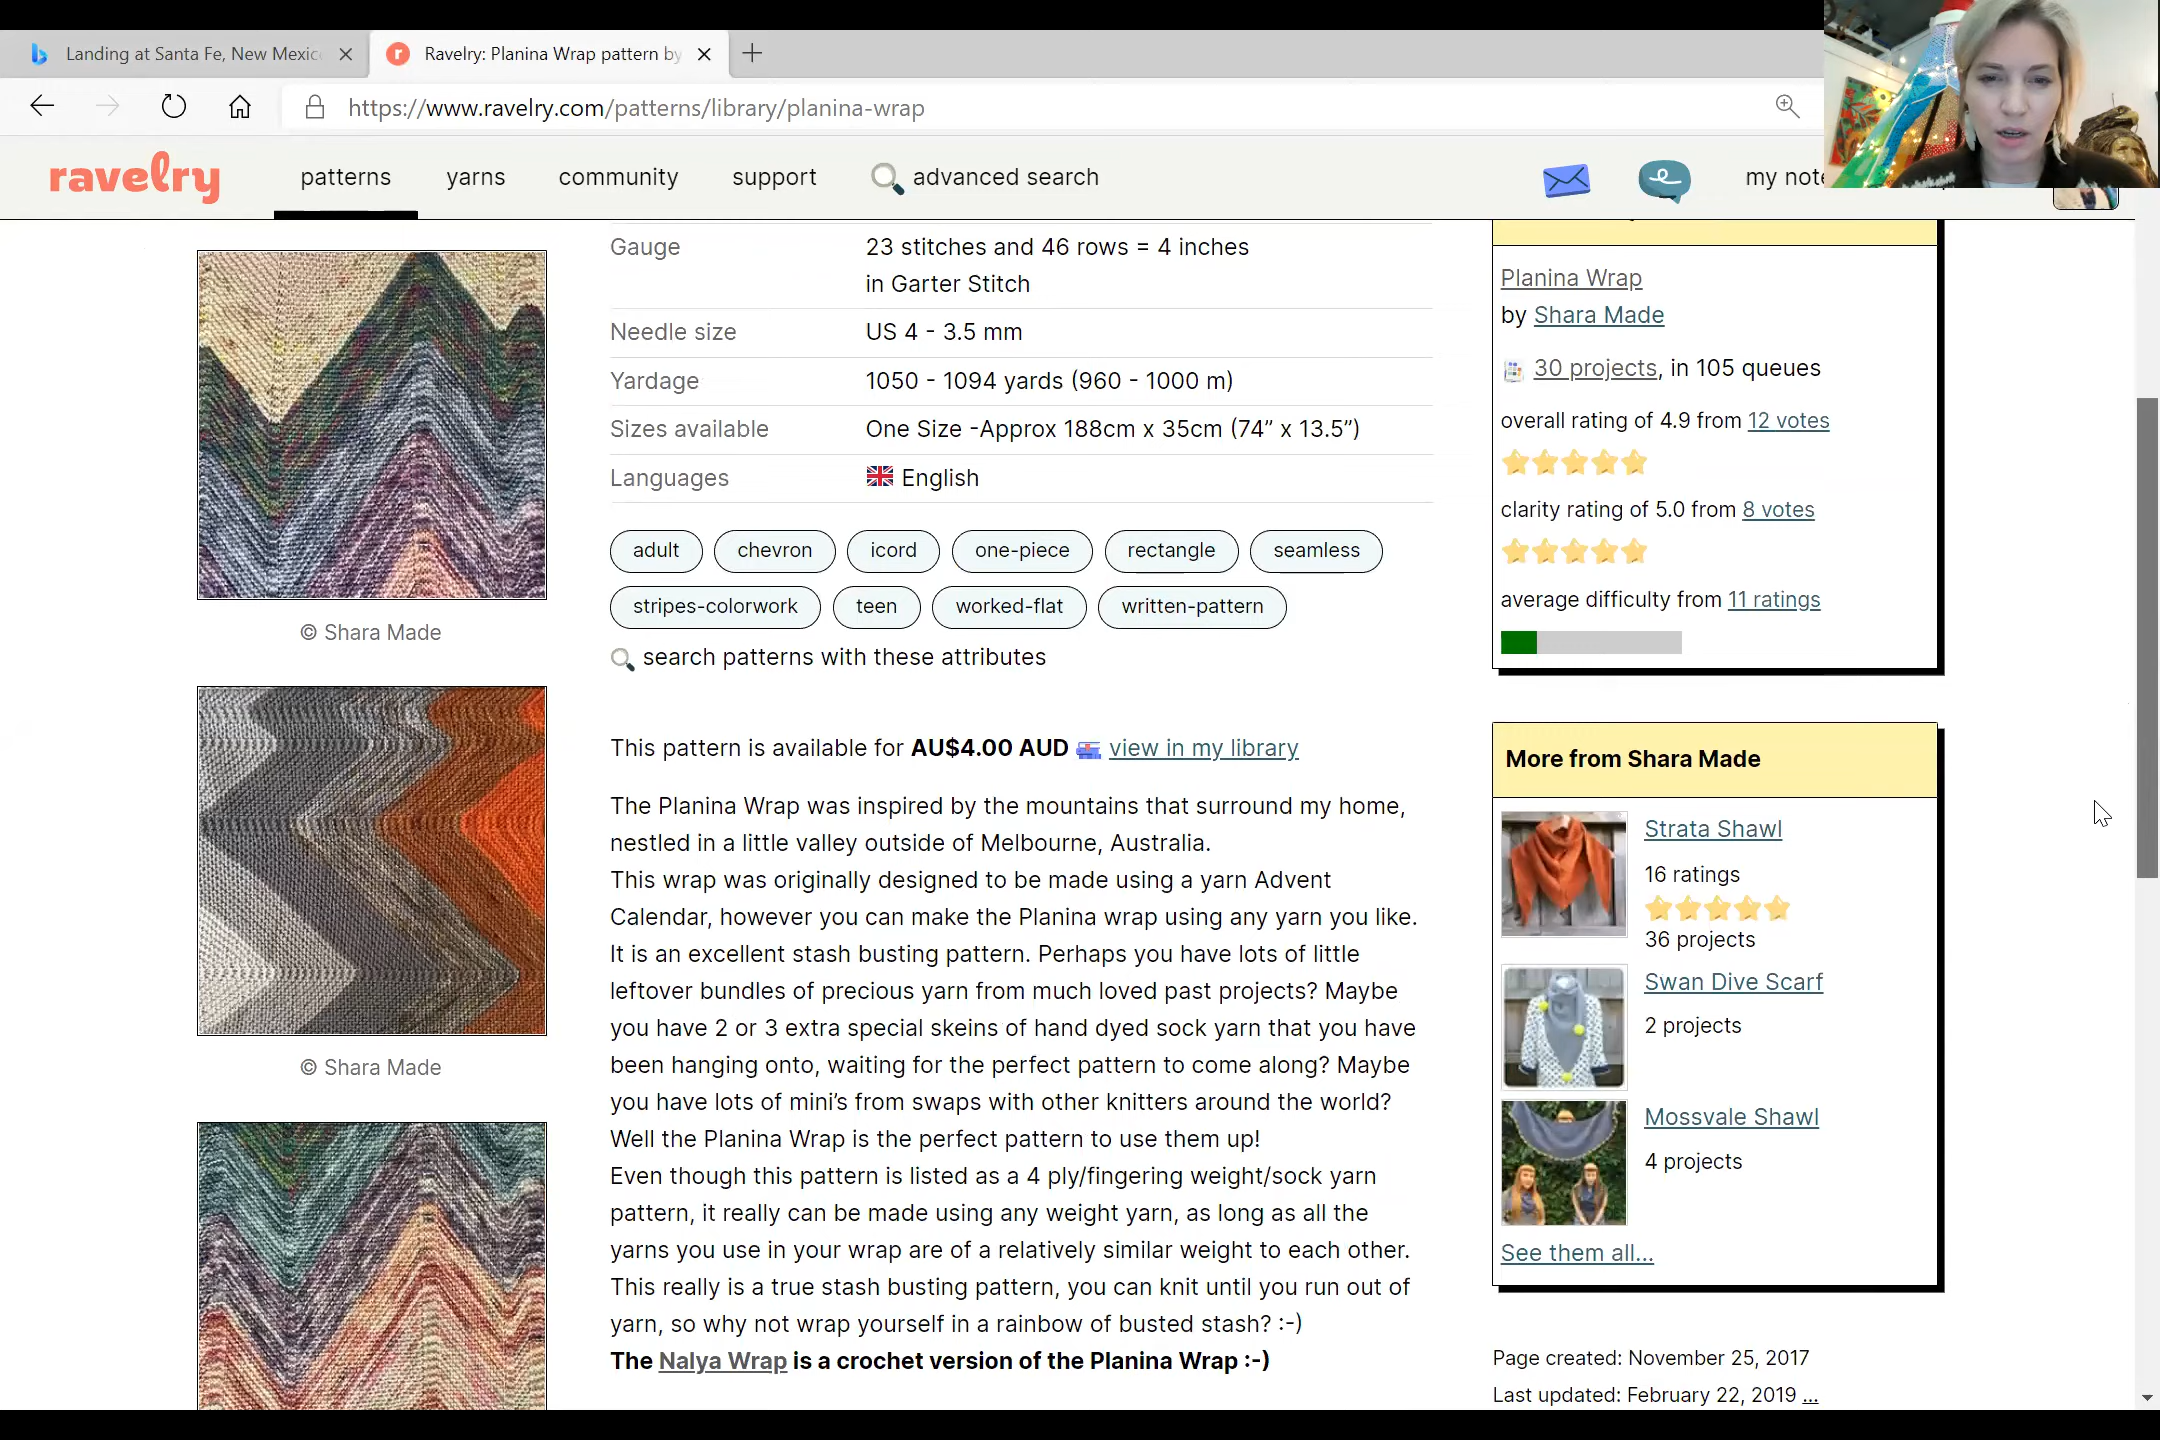 Landing at Santa Fe, New Mexic
Ravelry: Planina Wrap pattern by
https://www.ravelry.com/patterns/library/planina-wrap
ravelry
patterns
yarns
community
support
advanced search
my note
Gauge
23 stitches and 46 rows = 4 inches
in Garter Stitch
Needle size
US 4 - 3.5 mm
Yardage
1050 - 1094 yards (960 - 1000 m)
Sizes available
One Size -Approx 188cm x 35cm (74” x 13.5”)
Languages
English
adult
chevron
icord
one-piece
rectangle
seamless
stripes-colorwork
teen
worked-flat
written-pattern
search patterns with these attributes
This pattern is available for AU$4.00 AUD view in my library
The Planina Wrap was inspired by the mountains that surround my home,
nestled in a little valley outside of Melbourne, Australia.
This wrap was originally designed to be made using a yarn Advent
Calendar, however you can make the Planina wrap using any yarn you like.
It is an excellent stash busting pattern. Perhaps you have lots of little
leftover bundles of precious yarn from much loved past projects? Maybe
you have 2 or 3 extra special skeins of hand dyed sock yarn that you have
been hanging onto, waiting for the perfect pattern to come along? Maybe
you have lots of mini’s from swaps with other knitters around the world?
Well the Planina Wrap is the perfect pattern to use them up!
Even though this pattern is listed as a 4 ply/fingering weight/sock yarn
pattern, it really can be made using any weight yarn, as long as all the
yarns you use in your wrap are of a relatively similar weight to each other.
This really is a true stash busting pattern, you can knit until you run out of
yarn, so why not wrap yourself in a rainbow of busted stash? :-)
The Nalya Wrap is a crochet version of the Planina Wrap :-)
© Shara Made
© Shara Made
Planina Wrap
by Shara Made
30 projects, in 105 queues
overall rating of 4.9 from 12 votes
clarity rating of 5.0 from 8 votes
average difficulty from 11 ratings
More from Shara Made
Strata Shawl
16 ratings
36 projects
Swan Dive Scarf
2 projects
Mossvale Shawl
4 projects
See them all...
Page created: November 25, 2017
Last updated: February 22, 2019 ...